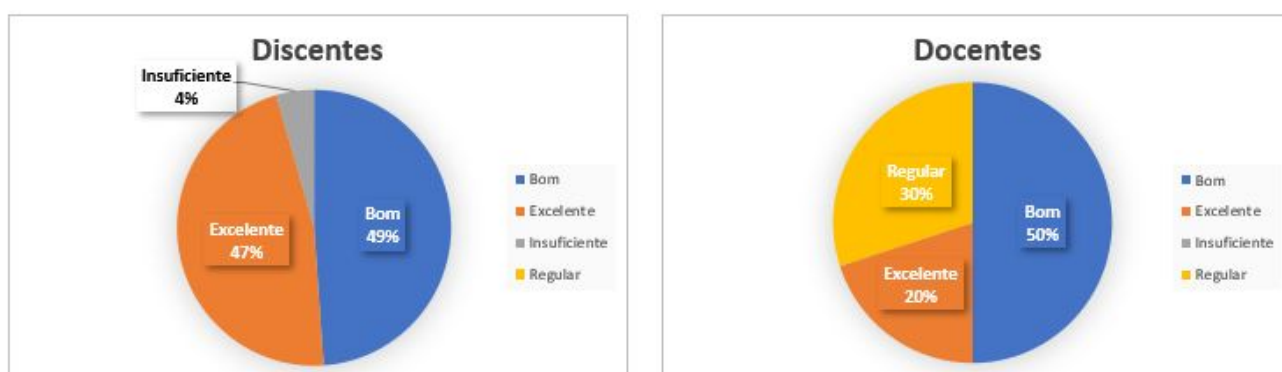 Discentes
Insuficiente
4%
Excelente
47%
Bom
49%
Bom
Excelente
Insuficiente
Regular
Docentes
Regular
30%
Excelente
20%
Bom
50%
Bom
Excelente
Insuficiente
Regular